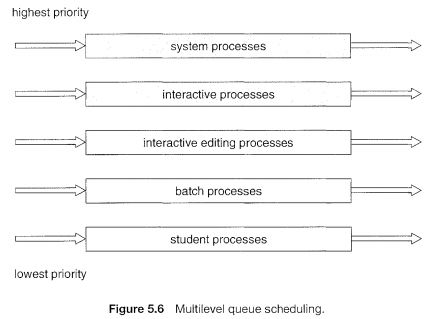 highest priority
system processes
interactive processes
interactive editing processes
batch processes
student processes
lowest priority
Figure 5.6 Multilevel queue scheduling.